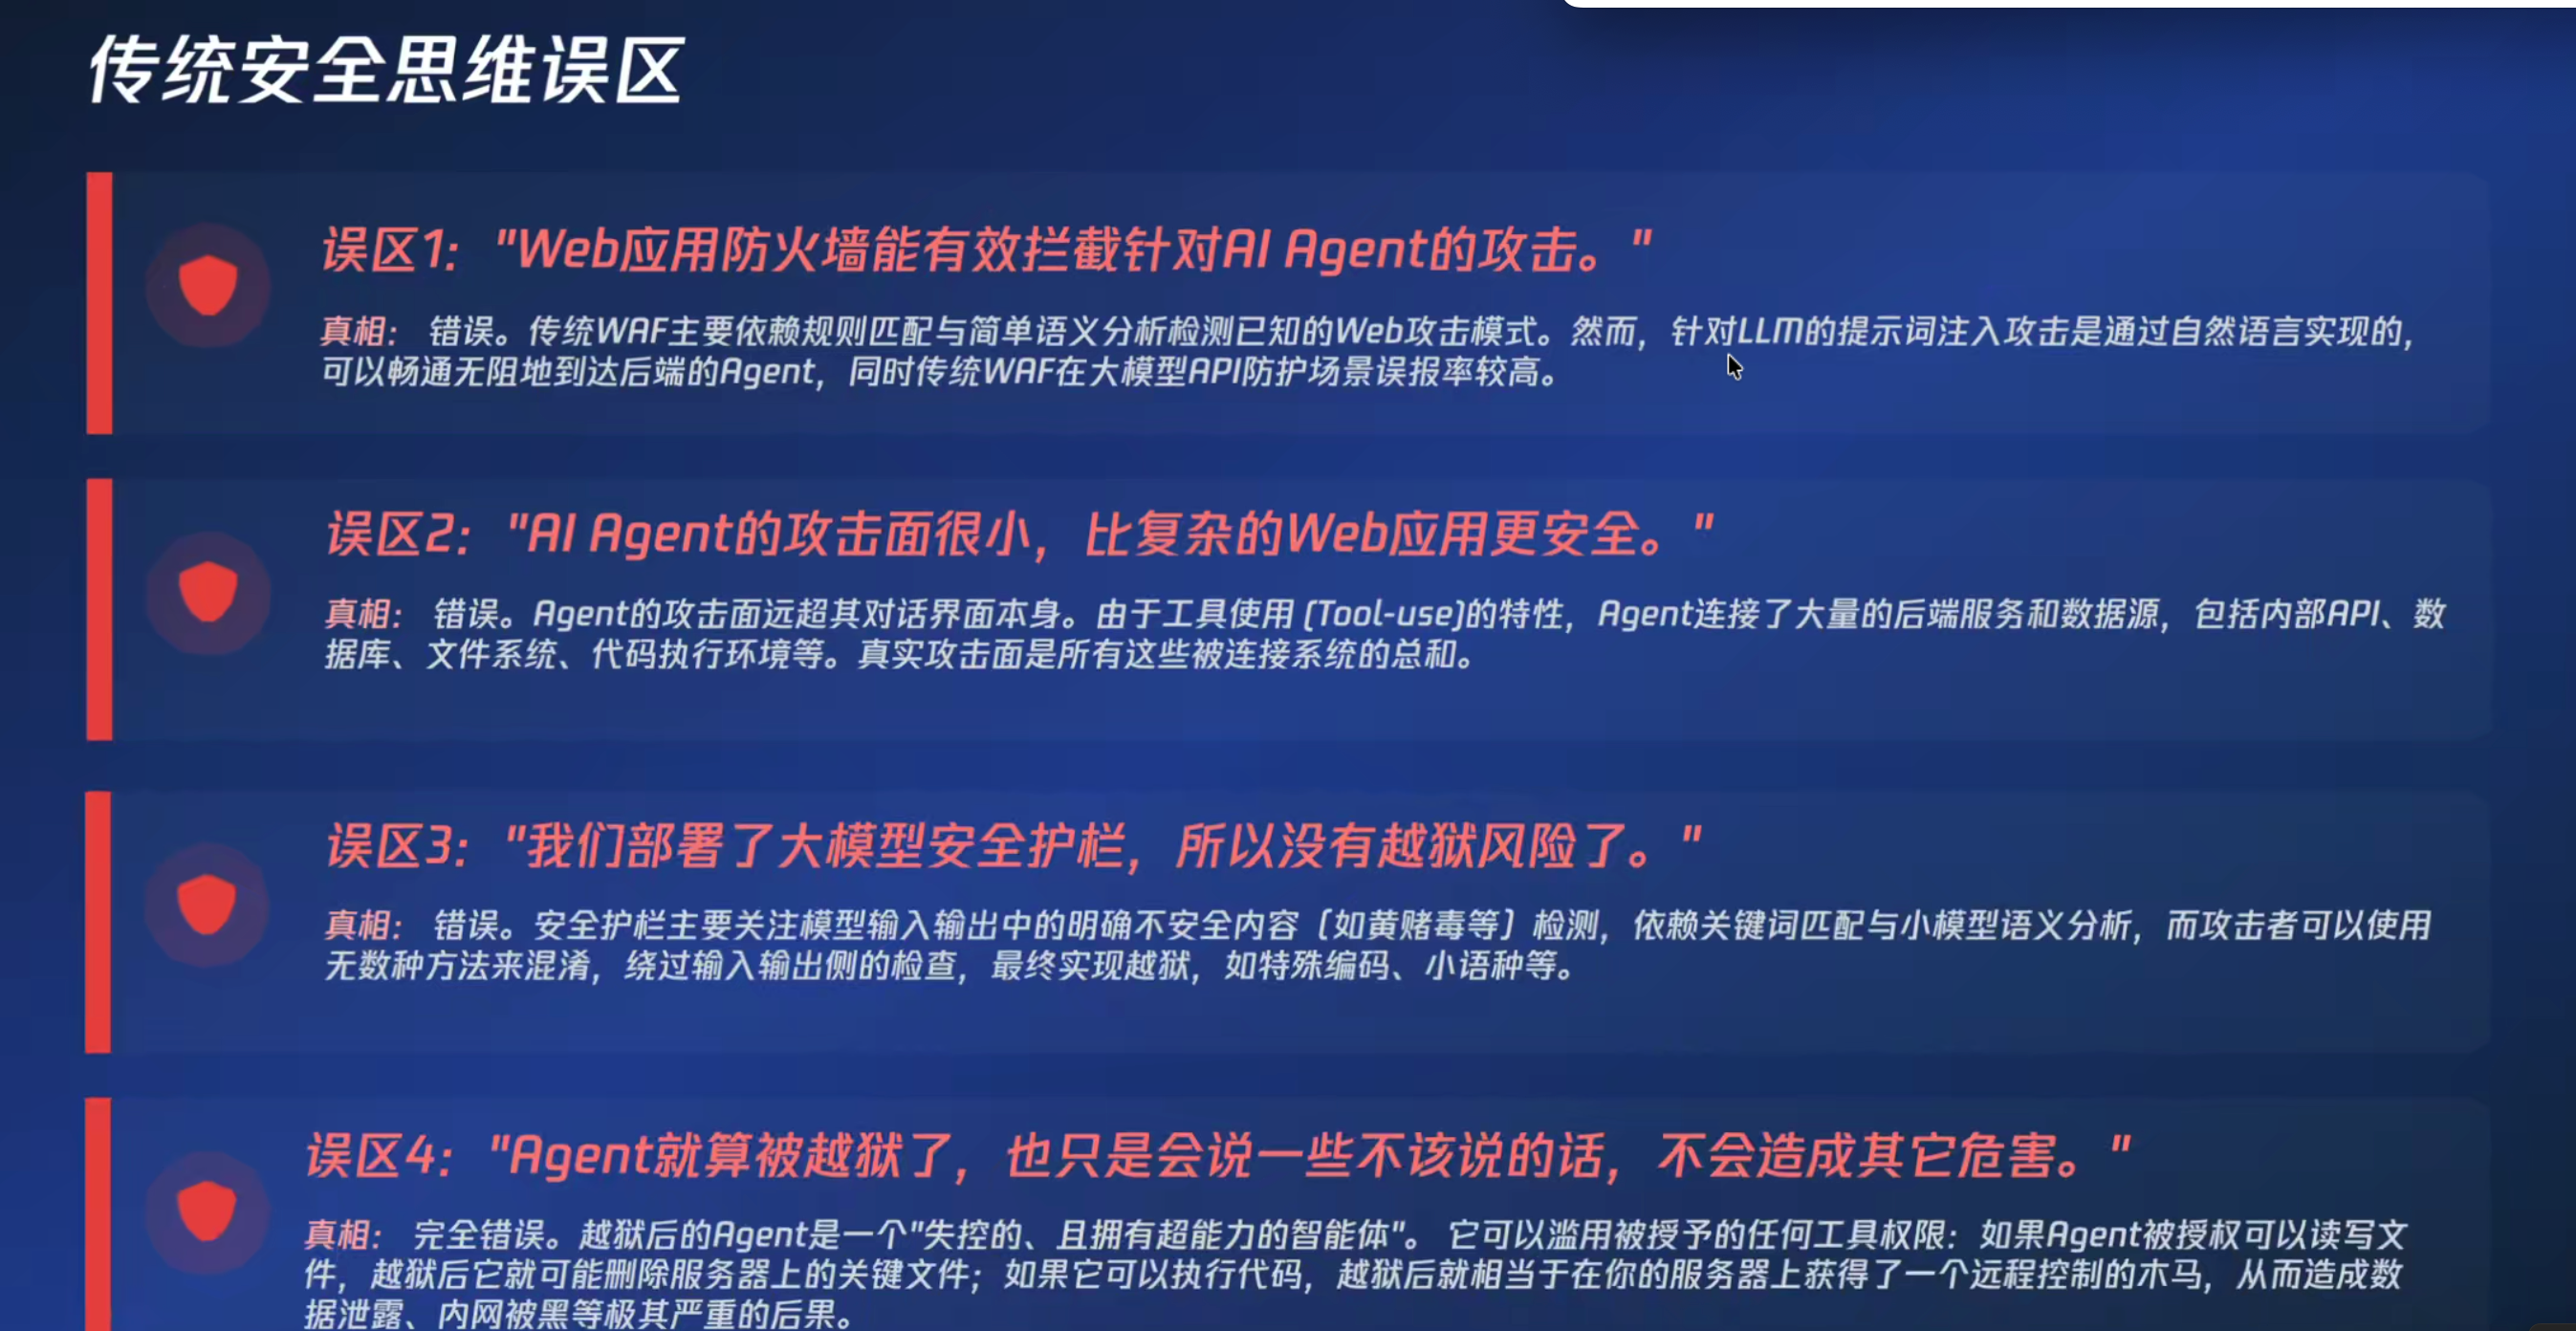 传统安全思维误区
误区1："Web应用防火墙能有效拦截针对AI Agent的攻击。"
真相： 错误。传统WAF主要依赖规则匹配与简单语义分析检测已知的Web攻击模式。然而，针对LLM的提示词注入攻击是通过自然语言实现的，
可以畅通无阻地到达后端的Agent，同时传统WAF在大模型API防护场景误报率较高。
误区2："AI Agent的攻击面很小，比复杂的Web应用更安全。"
真相： 错误。Agent的攻击面远超其对话界面本身。由于工具使用 (Tool-use)的特性，Agent连接了大量的后端服务和数据源，包括内部API、数
据库、文件系统、代码执行环境等。真实攻击面是所有这些被连接系统的总和。
误区3："我们部署了大模型安全护栏，所以没有越狱风险了。"
真相： 错误。安全护栏主要关注模型输入输出中的明确不安全内容（如黄赌毒等）检测，依赖关键词匹配与小模型语义分析，而攻击者可以使用
无数种方法来混淆，绕过输入输出侧的检查，最终实现越狱，如特殊编码、小语种等。
误区4："Agent就算被越狱了，也只是会说一些不该说的话，不会造成其它危害。"
真相： 完全错误。越狱后的Agent是一个"失控的、且拥有超能力的智能体"。 它可以滥用被授予的任何工具权限：如果Agent被授权可以读写文
件，越狱后它就可能删除服务器上的关键文件；如果它可以执行代码，越狱后就相当于在你的服务器上获得了一个远程控制的木马，从而造成数
据泄露、内网被黑等极其严重的后果。